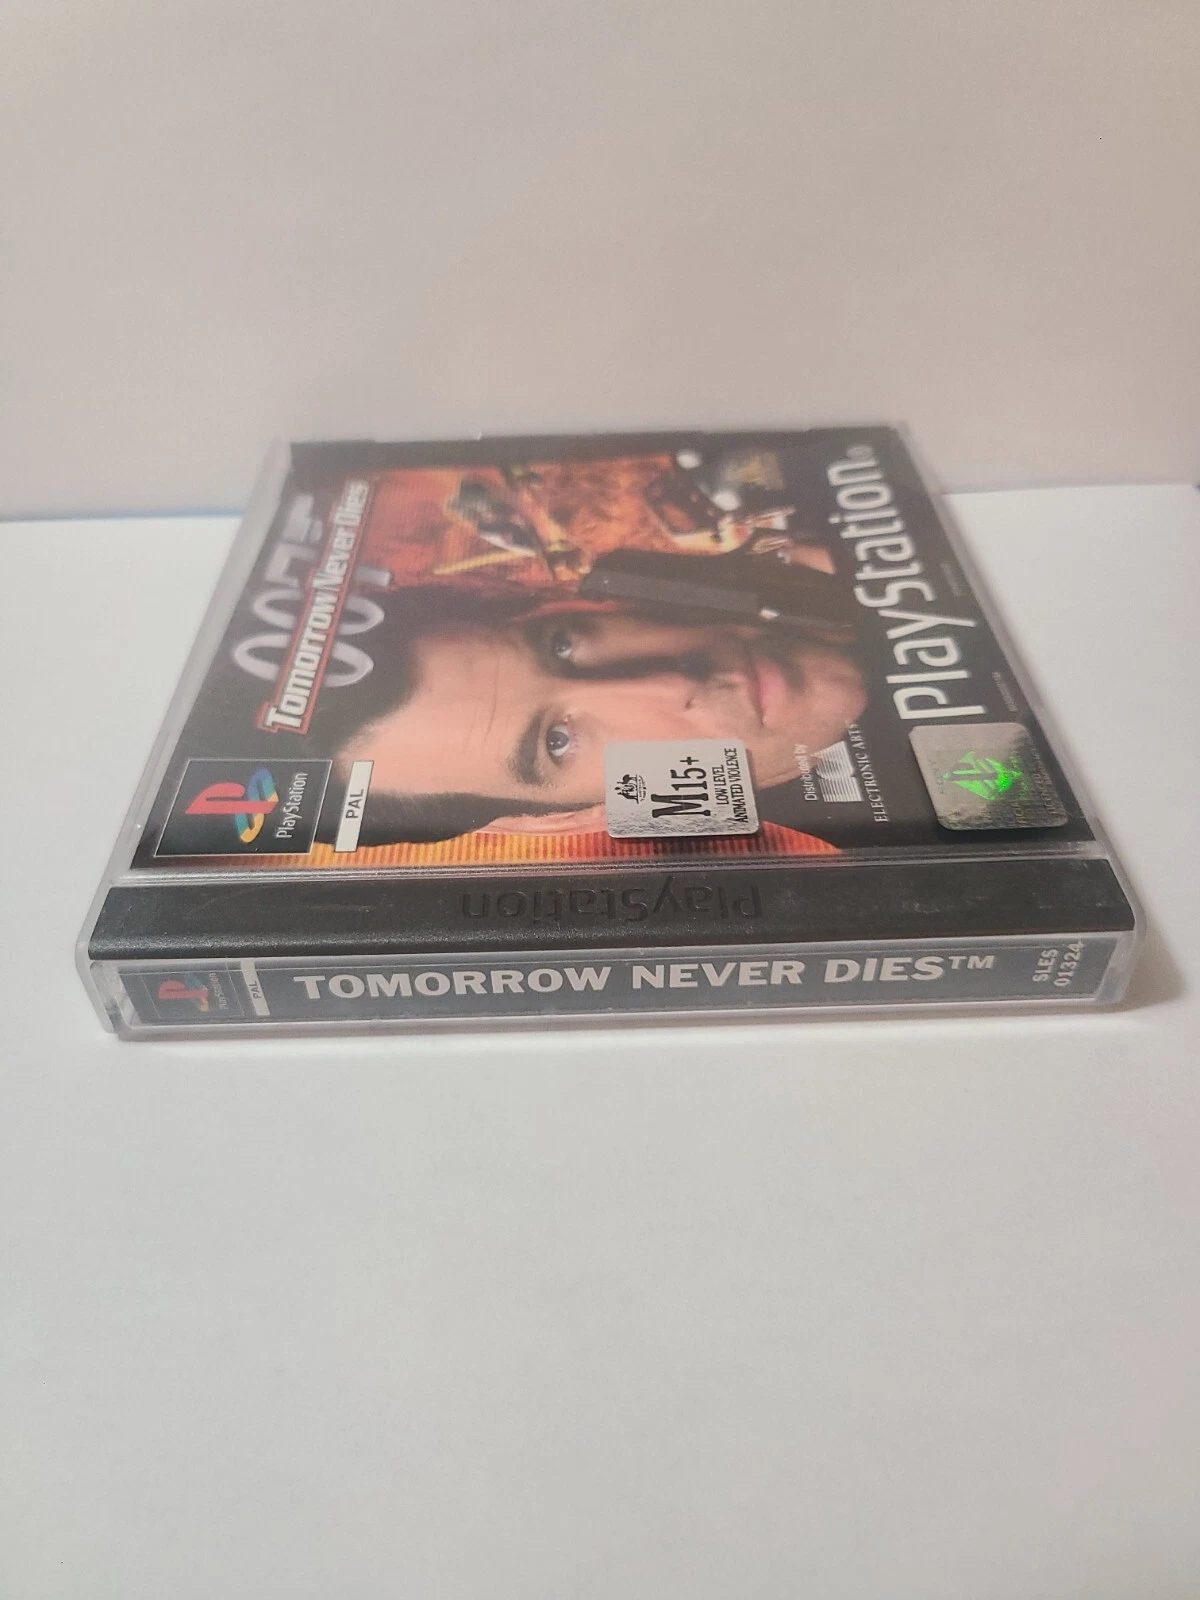 007
Tomorrow Never Dies
PlayStation
PAL
M15+
LOW LEVEL
ANIMATED VIOLENCE
Distributed by
ELECTRONIC ARTS
PlayStation
PlayStation
PlayStation
PAL
TOMORROW NEVER DIES™
SLES
01324